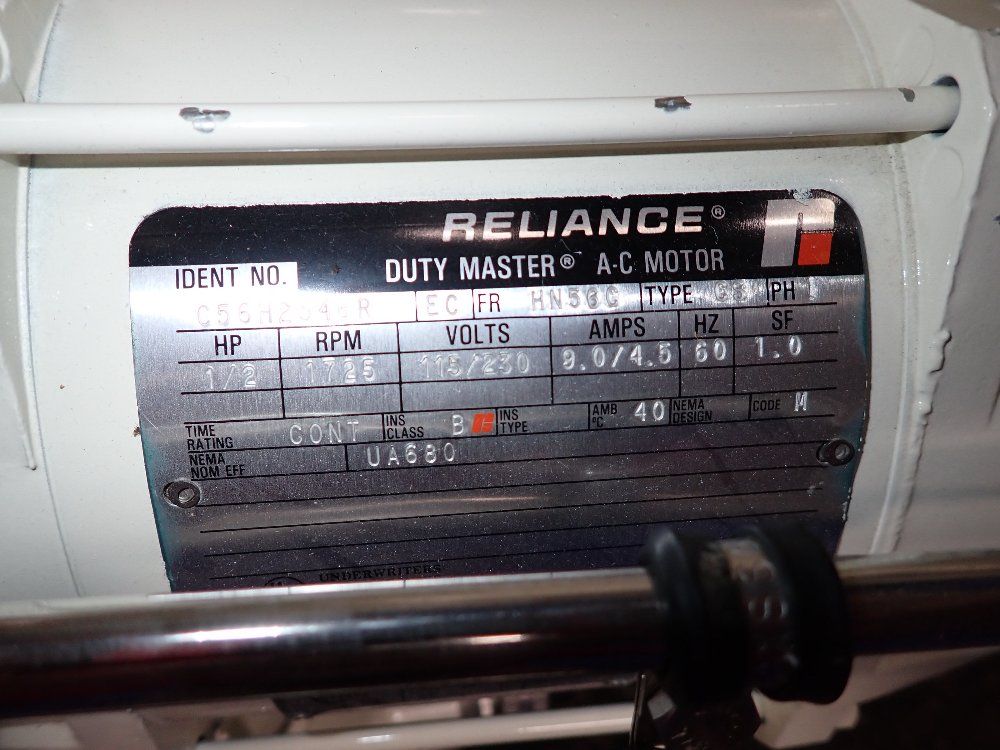 RELIANCE®
DUTY MASTER® A-C MOTOR
IDENT NO.
EC FR HN56C TYPE PH 1
HP RPM VOLTS AMPS HZ SF
1/2 1725 115/230 9.0/4.5 60 1.0
TIME RATING CONT INS CLASS B INS TYPE AMB °C 40 NEMA DESIGN CODE M
NEMA NOM EFF UA680
UNDERWRITERS